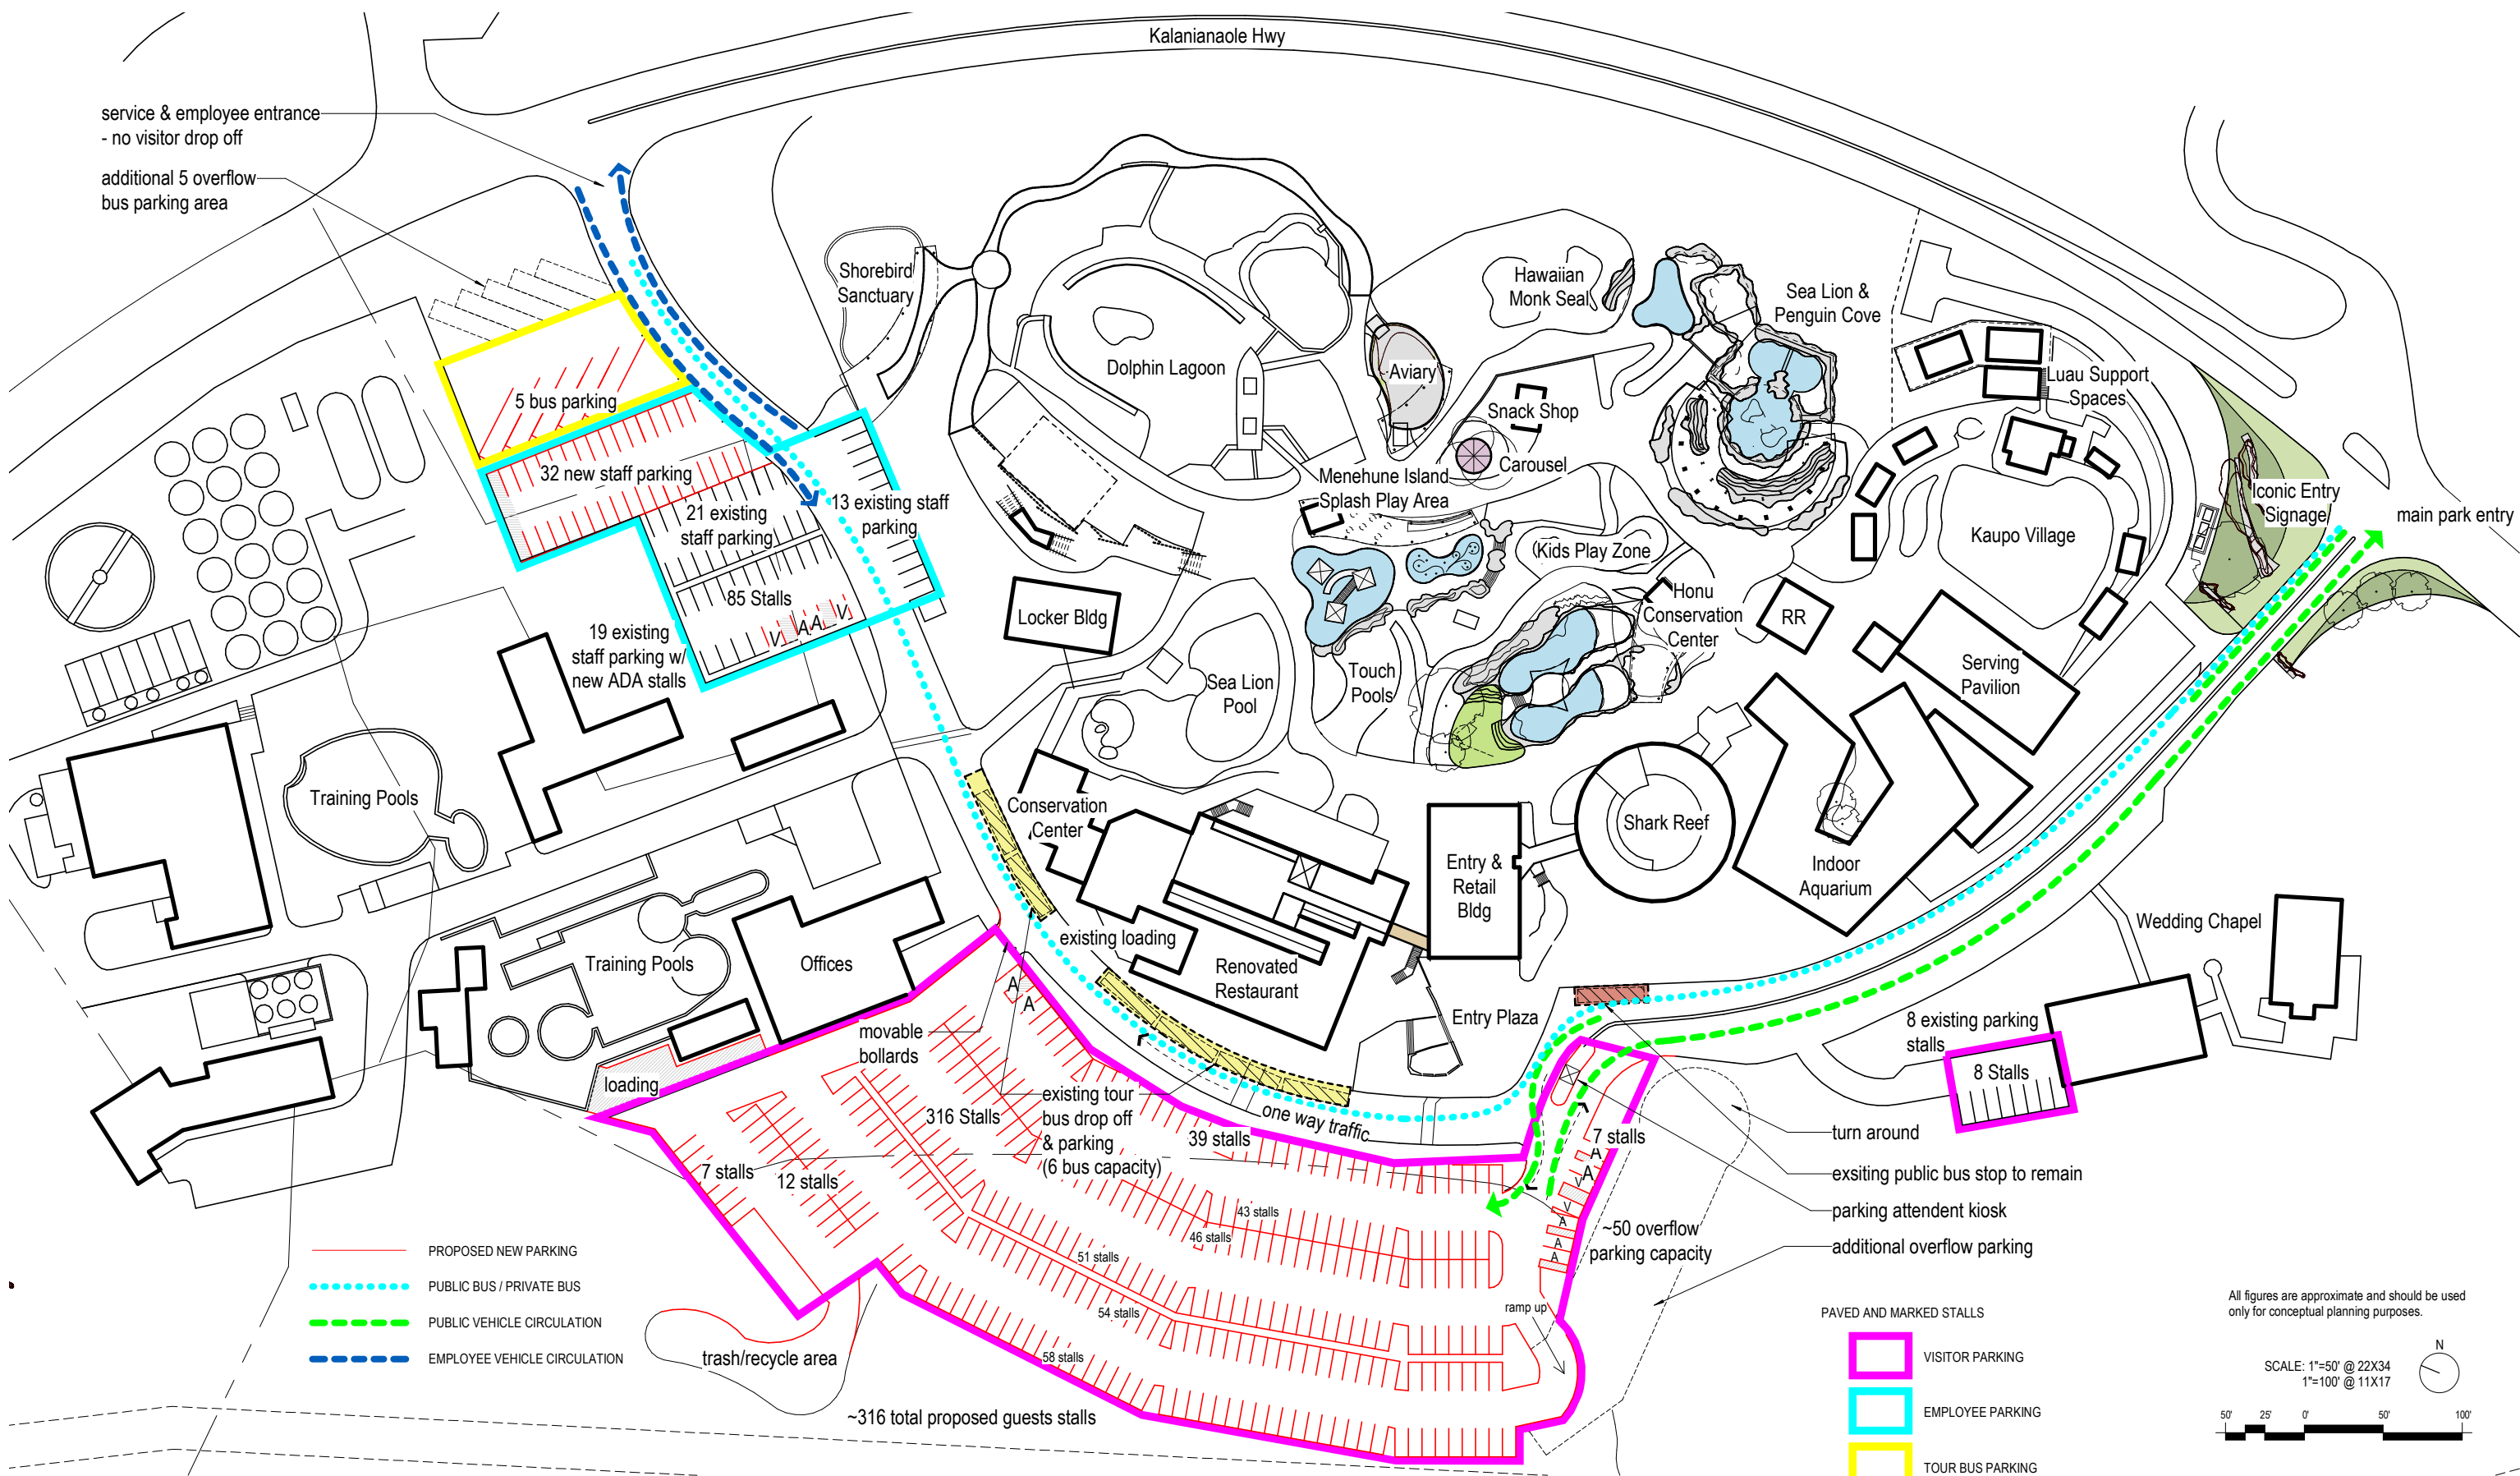 Kalanianaole Hwy
service & employee entrance
- no visitor drop off
additional 5 overflow
bus parking area
Shorebird
Sanctuary
Dolphin Lagoon
Hawaiian
Monk Seal
Sea Lion &
Penguin Cove
Aviary
Snack Shop
Carousel
Luau Support
Spaces
5 bus parking
32 new staff parking
21 existing
staff parking
13 existing staff
parking
85 Stalls
V
A
A
V
19 existing
staff parking w/
new ADA stalls
Menehune Island
Splash Play Area
Kids Play Zone
Kaupo Village
Iconic Entry
Signage
main park entry
Locker Bldg
Sea Lion
Pool
Touch
Pools
Honu
Conservation
Center
RR
Serving
Pavilion
Training Pools
Conservation
Center
Entry &
Retail
Bldg
Shark Reef
Indoor
Aquarium
Wedding Chapel
Training Pools
Offices
existing loading
Renovated
Restaurant
Entry Plaza
A
A
movable
bollards
loading
8 existing parking
stalls
8 Stalls
316 Stalls
existing tour
bus drop off
& parking
(6 bus capacity)
39 stalls
one way traffic
7 stalls
A
A
V
V
A
A
A
7 stalls
12 stalls
43 stalls
46 stalls
51 stalls
54 stalls
58 stalls
~50 overflow
parking capacity
ramp up
turn around
exsiting public bus stop to remain
parking attendent kiosk
additional overflow parking
trash/recycle area
~316 total proposed guests stalls
PROPOSED NEW PARKING
PUBLIC BUS / PRIVATE BUS
PUBLIC VEHICLE CIRCULATION
EMPLOYEE VEHICLE CIRCULATION
PAVED AND MARKED STALLS
VISITOR PARKING
EMPLOYEE PARKING
TOUR BUS PARKING
All figures are approximate and should be used
only for conceptual planning purposes.
N
SCALE: 1"=50' @ 22X34
1"=100' @ 11X17
50' 25' 0' 50' 100'